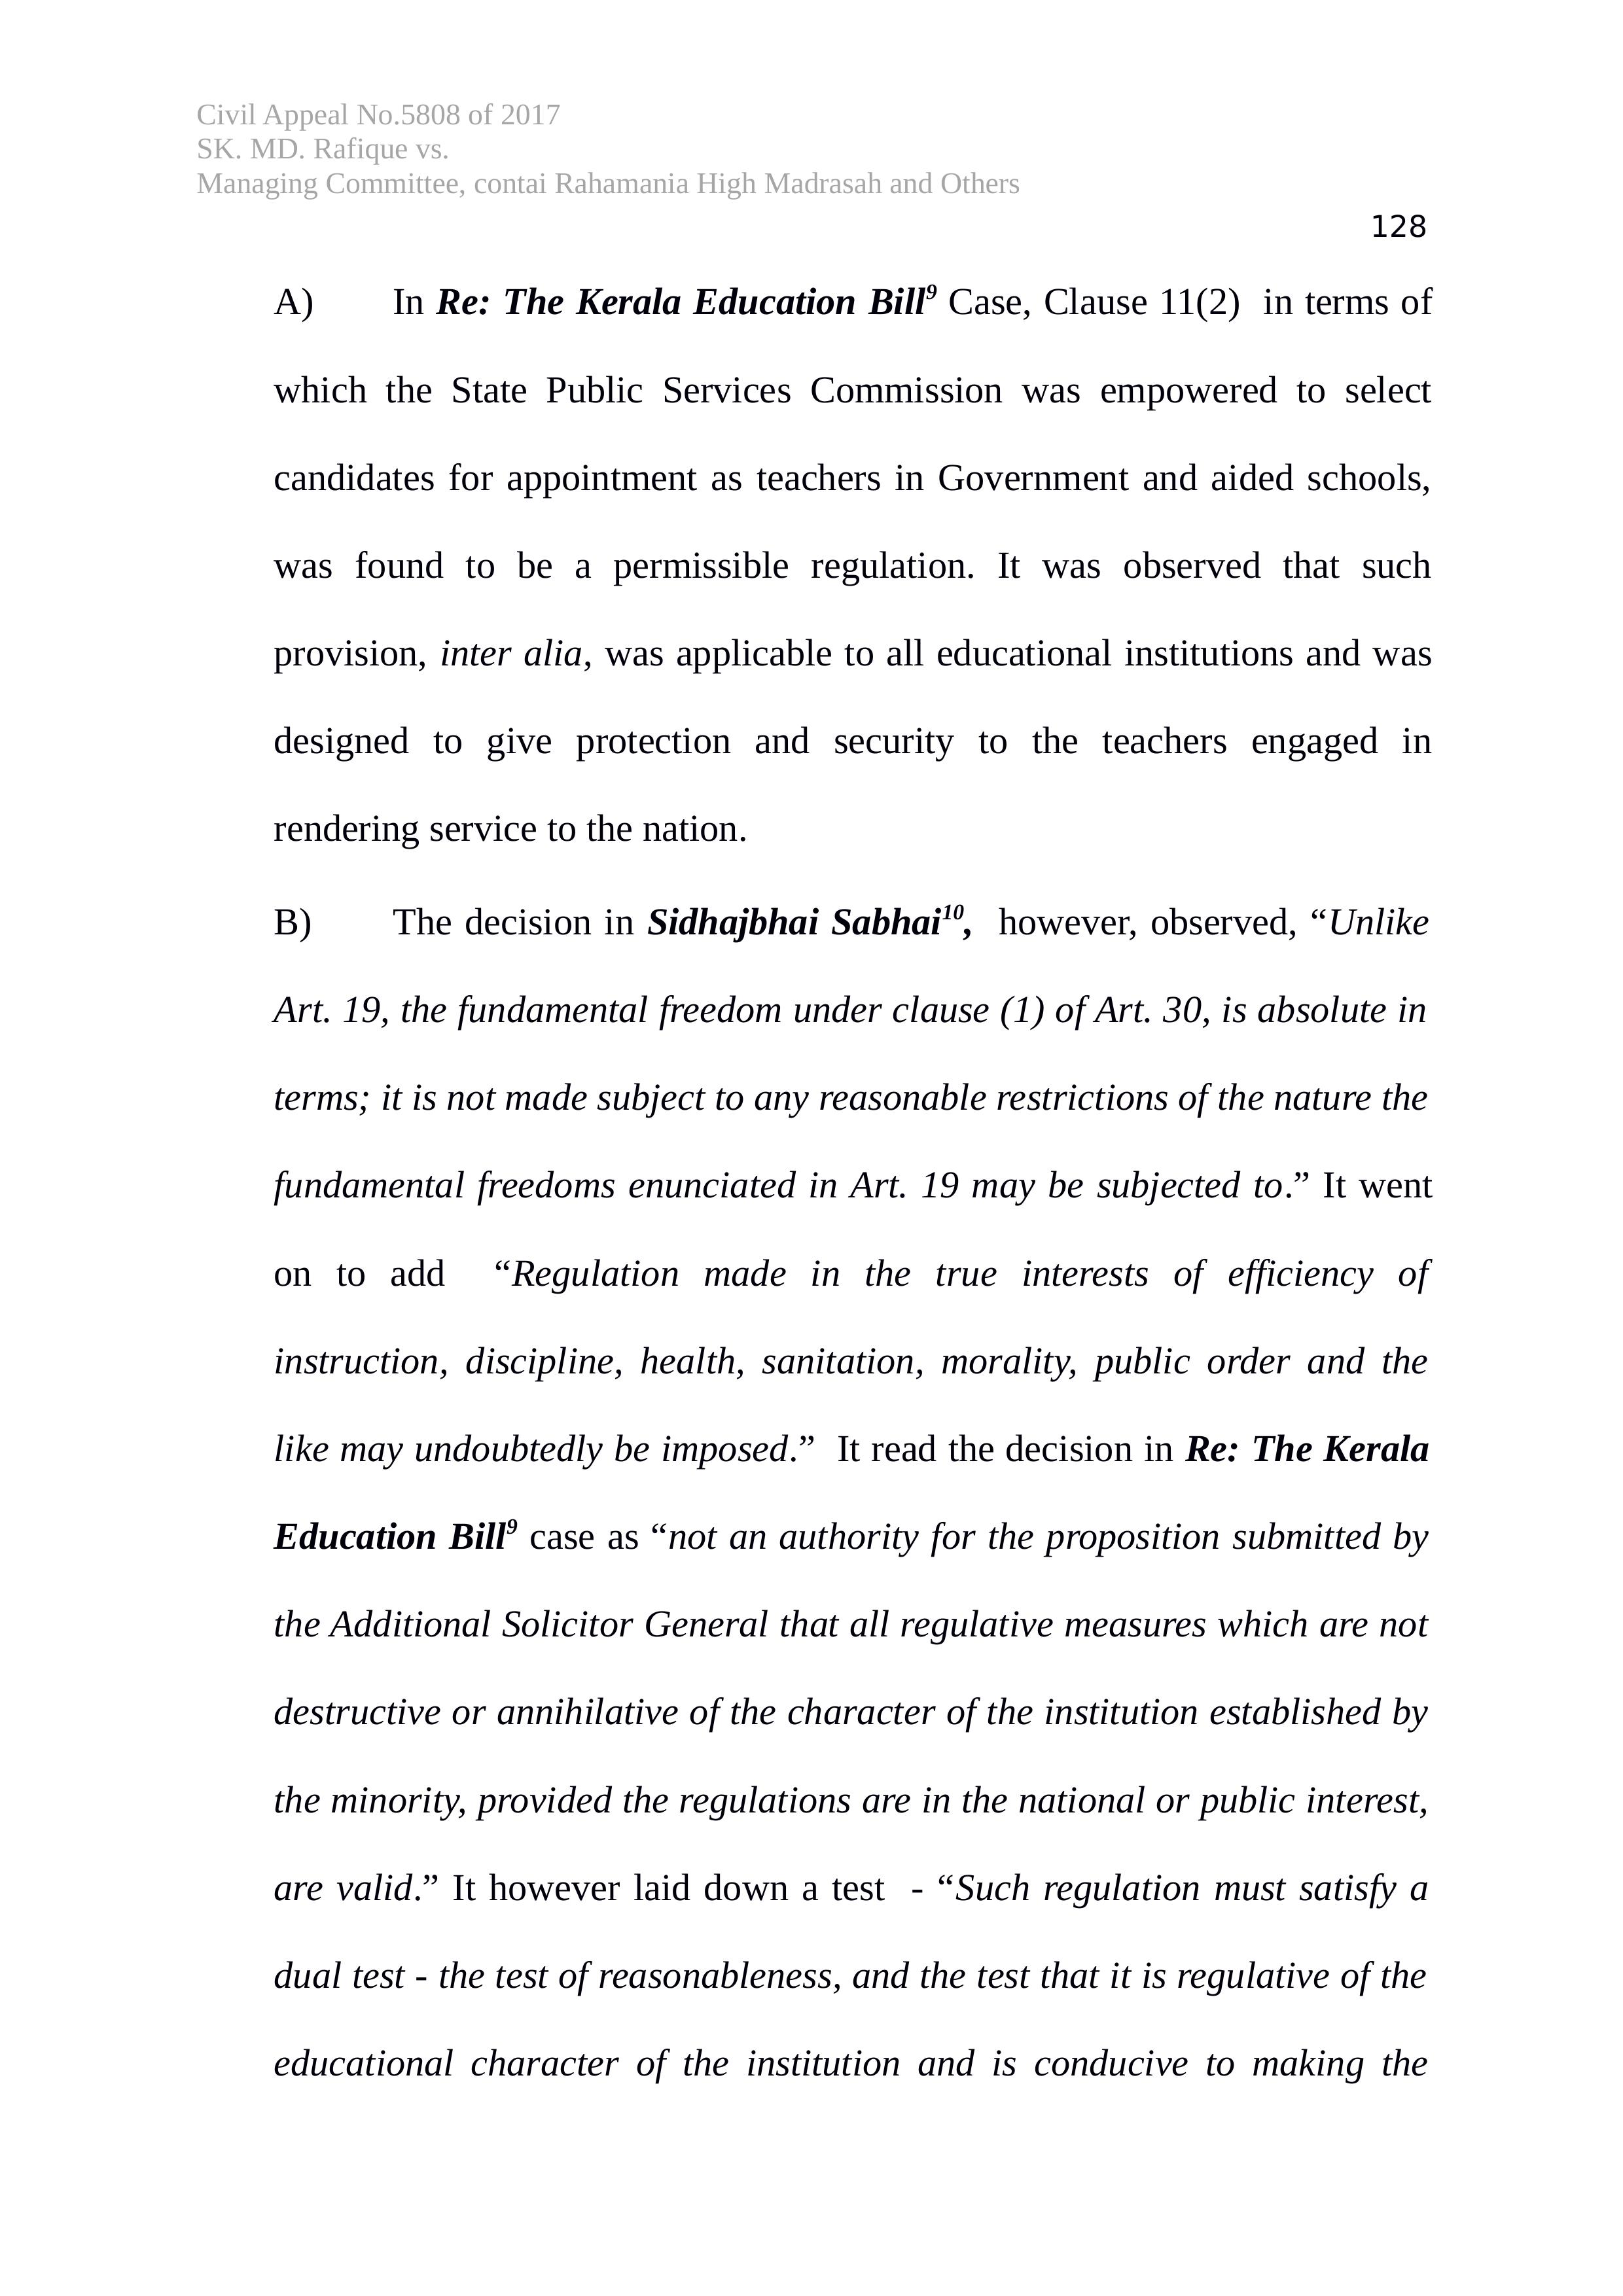 Civil Appeal No.5808 of 2017
SK. MD. Rafique vs.
Managing Committee, contai Rahamania High Madrasah and Others
128
A) In Re: The Kerala Education Bill9 Case, Clause 11(2) in terms of
which the State Public Services Commission was empowered to select
candidates for appointment as teachers in Government and aided schools,
was found to be a permissible regulation. It was observed that such
provision, inter alia, was applicable to all educational institutions and was
designed to give protection and security to the teachers engaged in
rendering service to the nation.
B) The decision in Sidhajbhai Sabhai10, however, observed, “Unlike
Art. 19, the fundamental freedom under clause (1) of Art. 30, is absolute in
terms; it is not made subject to any reasonable restrictions of the nature the
fundamental freedoms enunciated in Art. 19 may be subjected to.” It went
on to add “Regulation made in the true interests of efficiency of
instruction, discipline, health, sanitation, morality, public order and the
like may undoubtedly be imposed.” It read the decision in Re: The Kerala
Education Bill9 case as “not an authority for the proposition submitted by
the Additional Solicitor General that all regulative measures which are not
destructive or annihilative of the character of the institution established by
the minority, provided the regulations are in the national or public interest,
are valid.” It however laid down a test - “Such regulation must satisfy a
dual test - the test of reasonableness, and the test that it is regulative of the
educational character of the institution and is conducive to making the